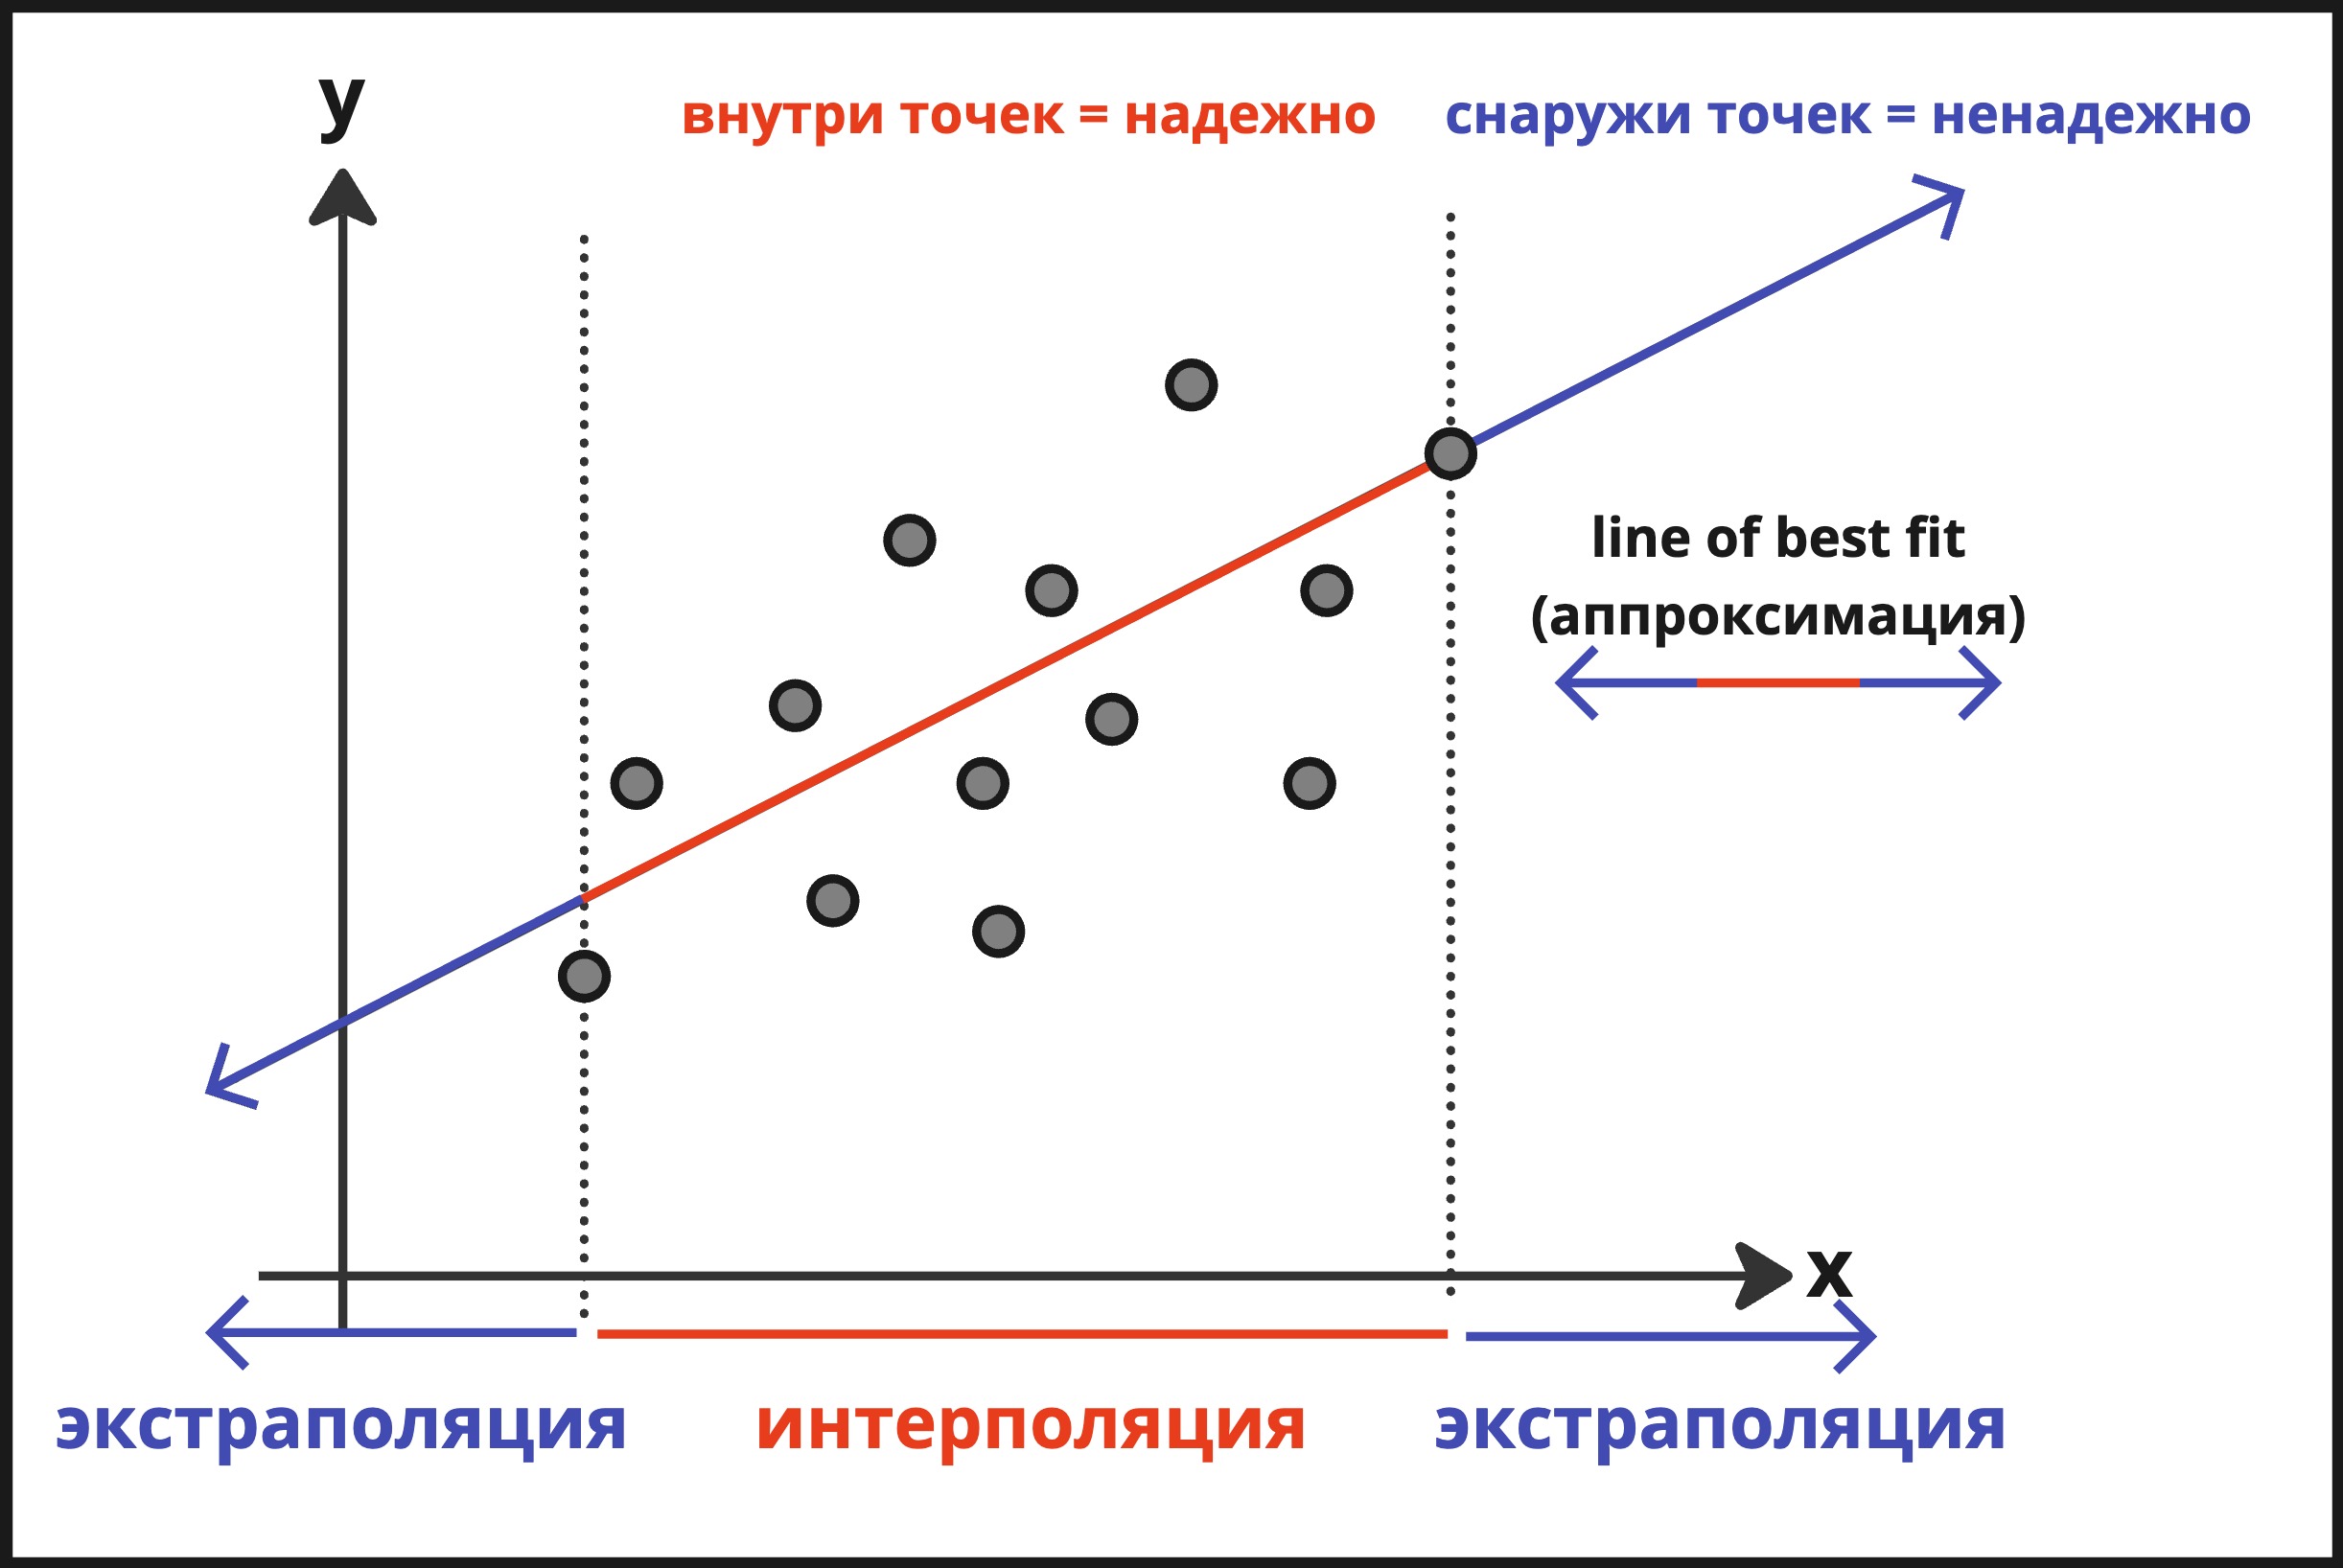 y
внутри точек = надежно
снаружи точек = ненадежно
line of best fit
(аппроксимация)
x
экстраполяция
интерполяция
экстраполяция